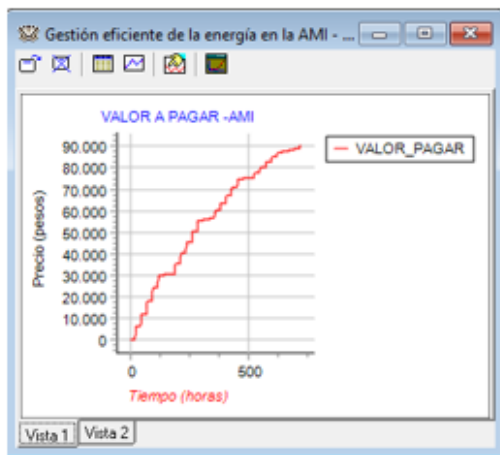 Gestión eficiente de la energía en la AMI - ...
VALOR A PAGAR -AMI
VALOR_PAGAR
Precio (pesos)
90.000
80.000
70.000
60.000
50.000
40.000
30.000
20.000
10.000
0
0 500
Tiempo (horas)
Vista 1 Vista 2